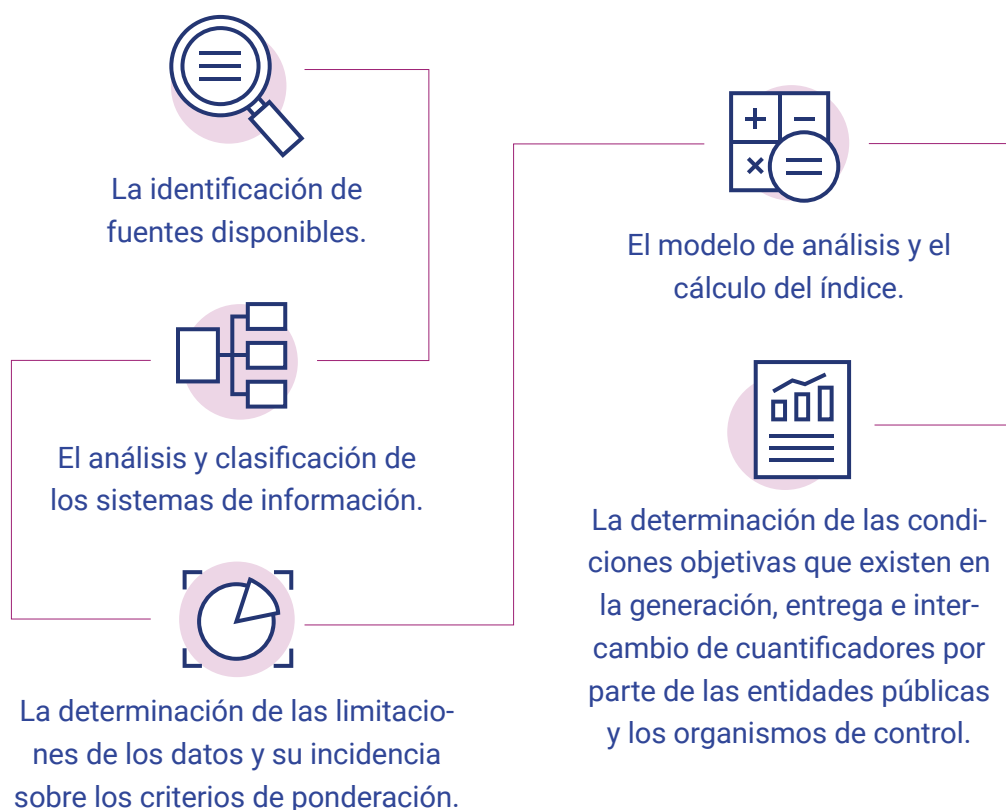 La identificación de
fuentes disponibles.
El análisis y clasificación de
los sistemas de información.
La determinación de las limitacio-
nes de los datos y su incidencia
sobre los criterios de ponderación.
El modelo de análisis y el
cálculo del índice.
La determinación de las condi-
ciones objetivas que existen en
la generación, entrega e inter-
cambio de cuantificadores por
parte de las entidades públicas
y los organismos de control.